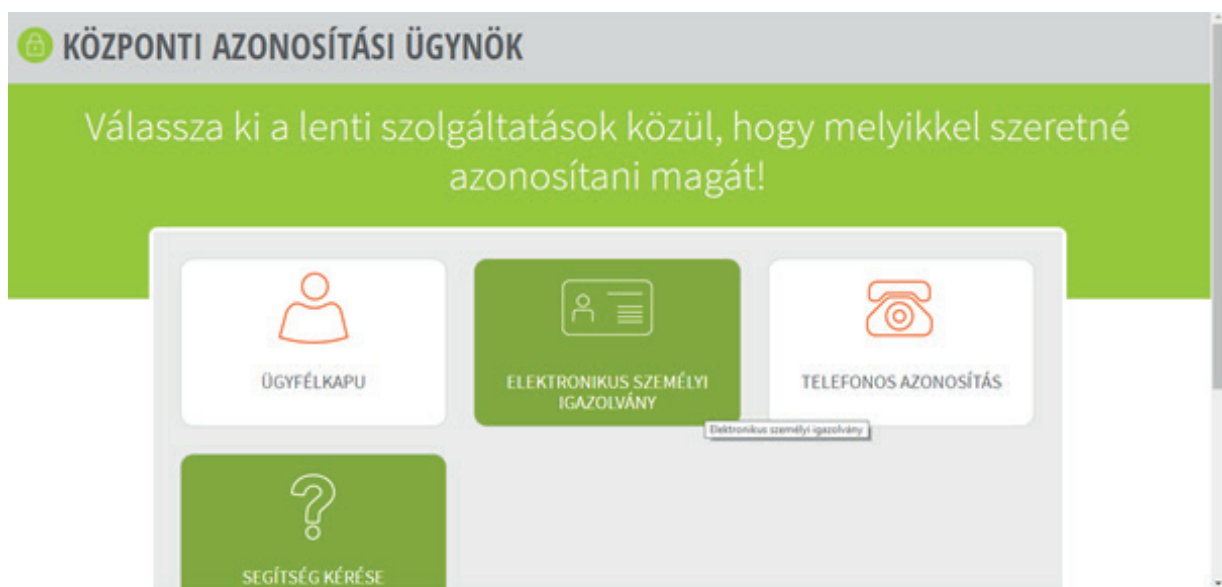 KÖZPONTI AZONOSÍTÁSI ÜGYNÖK
Válassza ki a lenti szolgáltatások közül, hogy melyikkel szeretné
azonosítani magát!
ÜGYFÉLKAPU
ELEKTRONIKUS SZEMÉLYI
IGAZOLVÁNY
TELEFONOS AZONOSÍTÁS
Elektronikus személyi igazolvány
SEGÍTSÉG KÉRÉSE